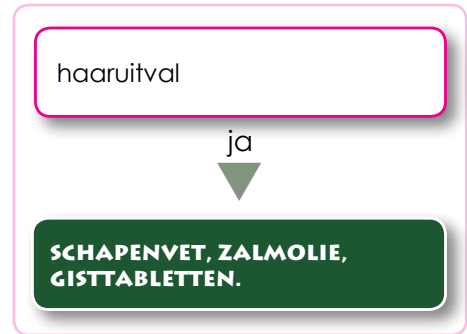 haaruitval
ja
SCHAPENVET, ZALMOLIE,
GISTTABLETTEN.